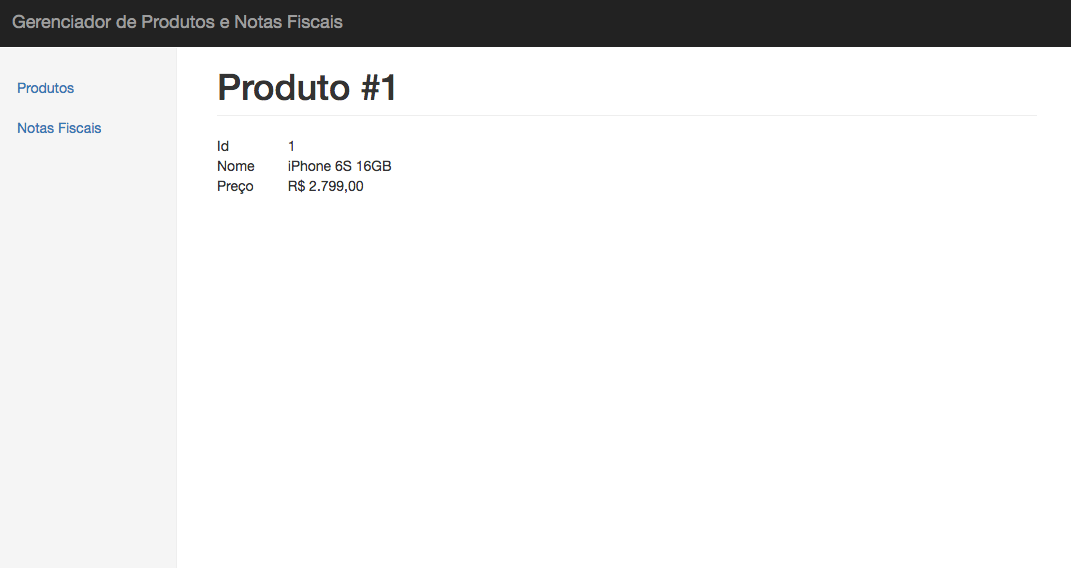 Gerenciador de Produtos e Notas Fiscais
Produtos
Notas Fiscais
Produto #1
Id 1
Nome iPhone 6S 16GB
Preço R$ 2.799,00